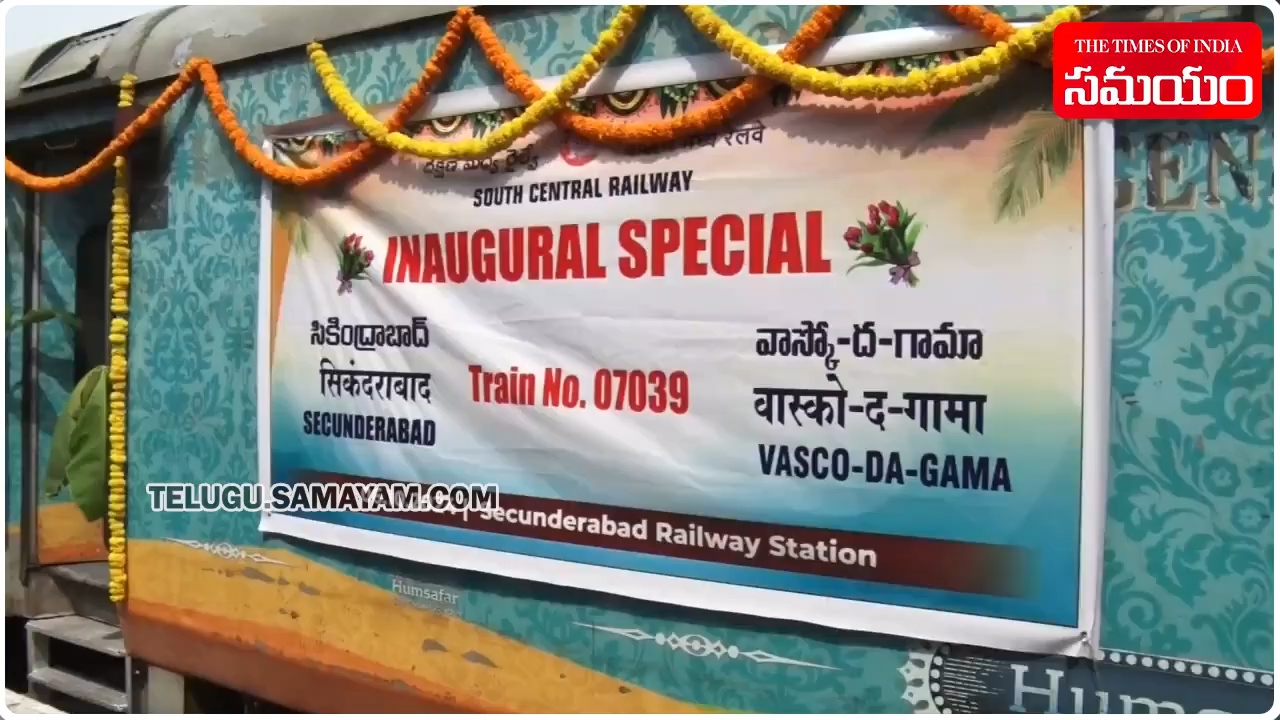 THE TIMES OF INDIA
సమయం
SOUTH CENTRAL RAILWAY
INAUGURAL SPECIAL
సికింద్రాబాద్
सिकंदराबाद
SECUNDERABAD
Train No. 07039
వాస్కో-ద-గామా
वास्को-द-गामा
VASCO-DA-GAMA
TELUGU.SAMAYAM.COM
Secunderabad Railway Station
Humsafar